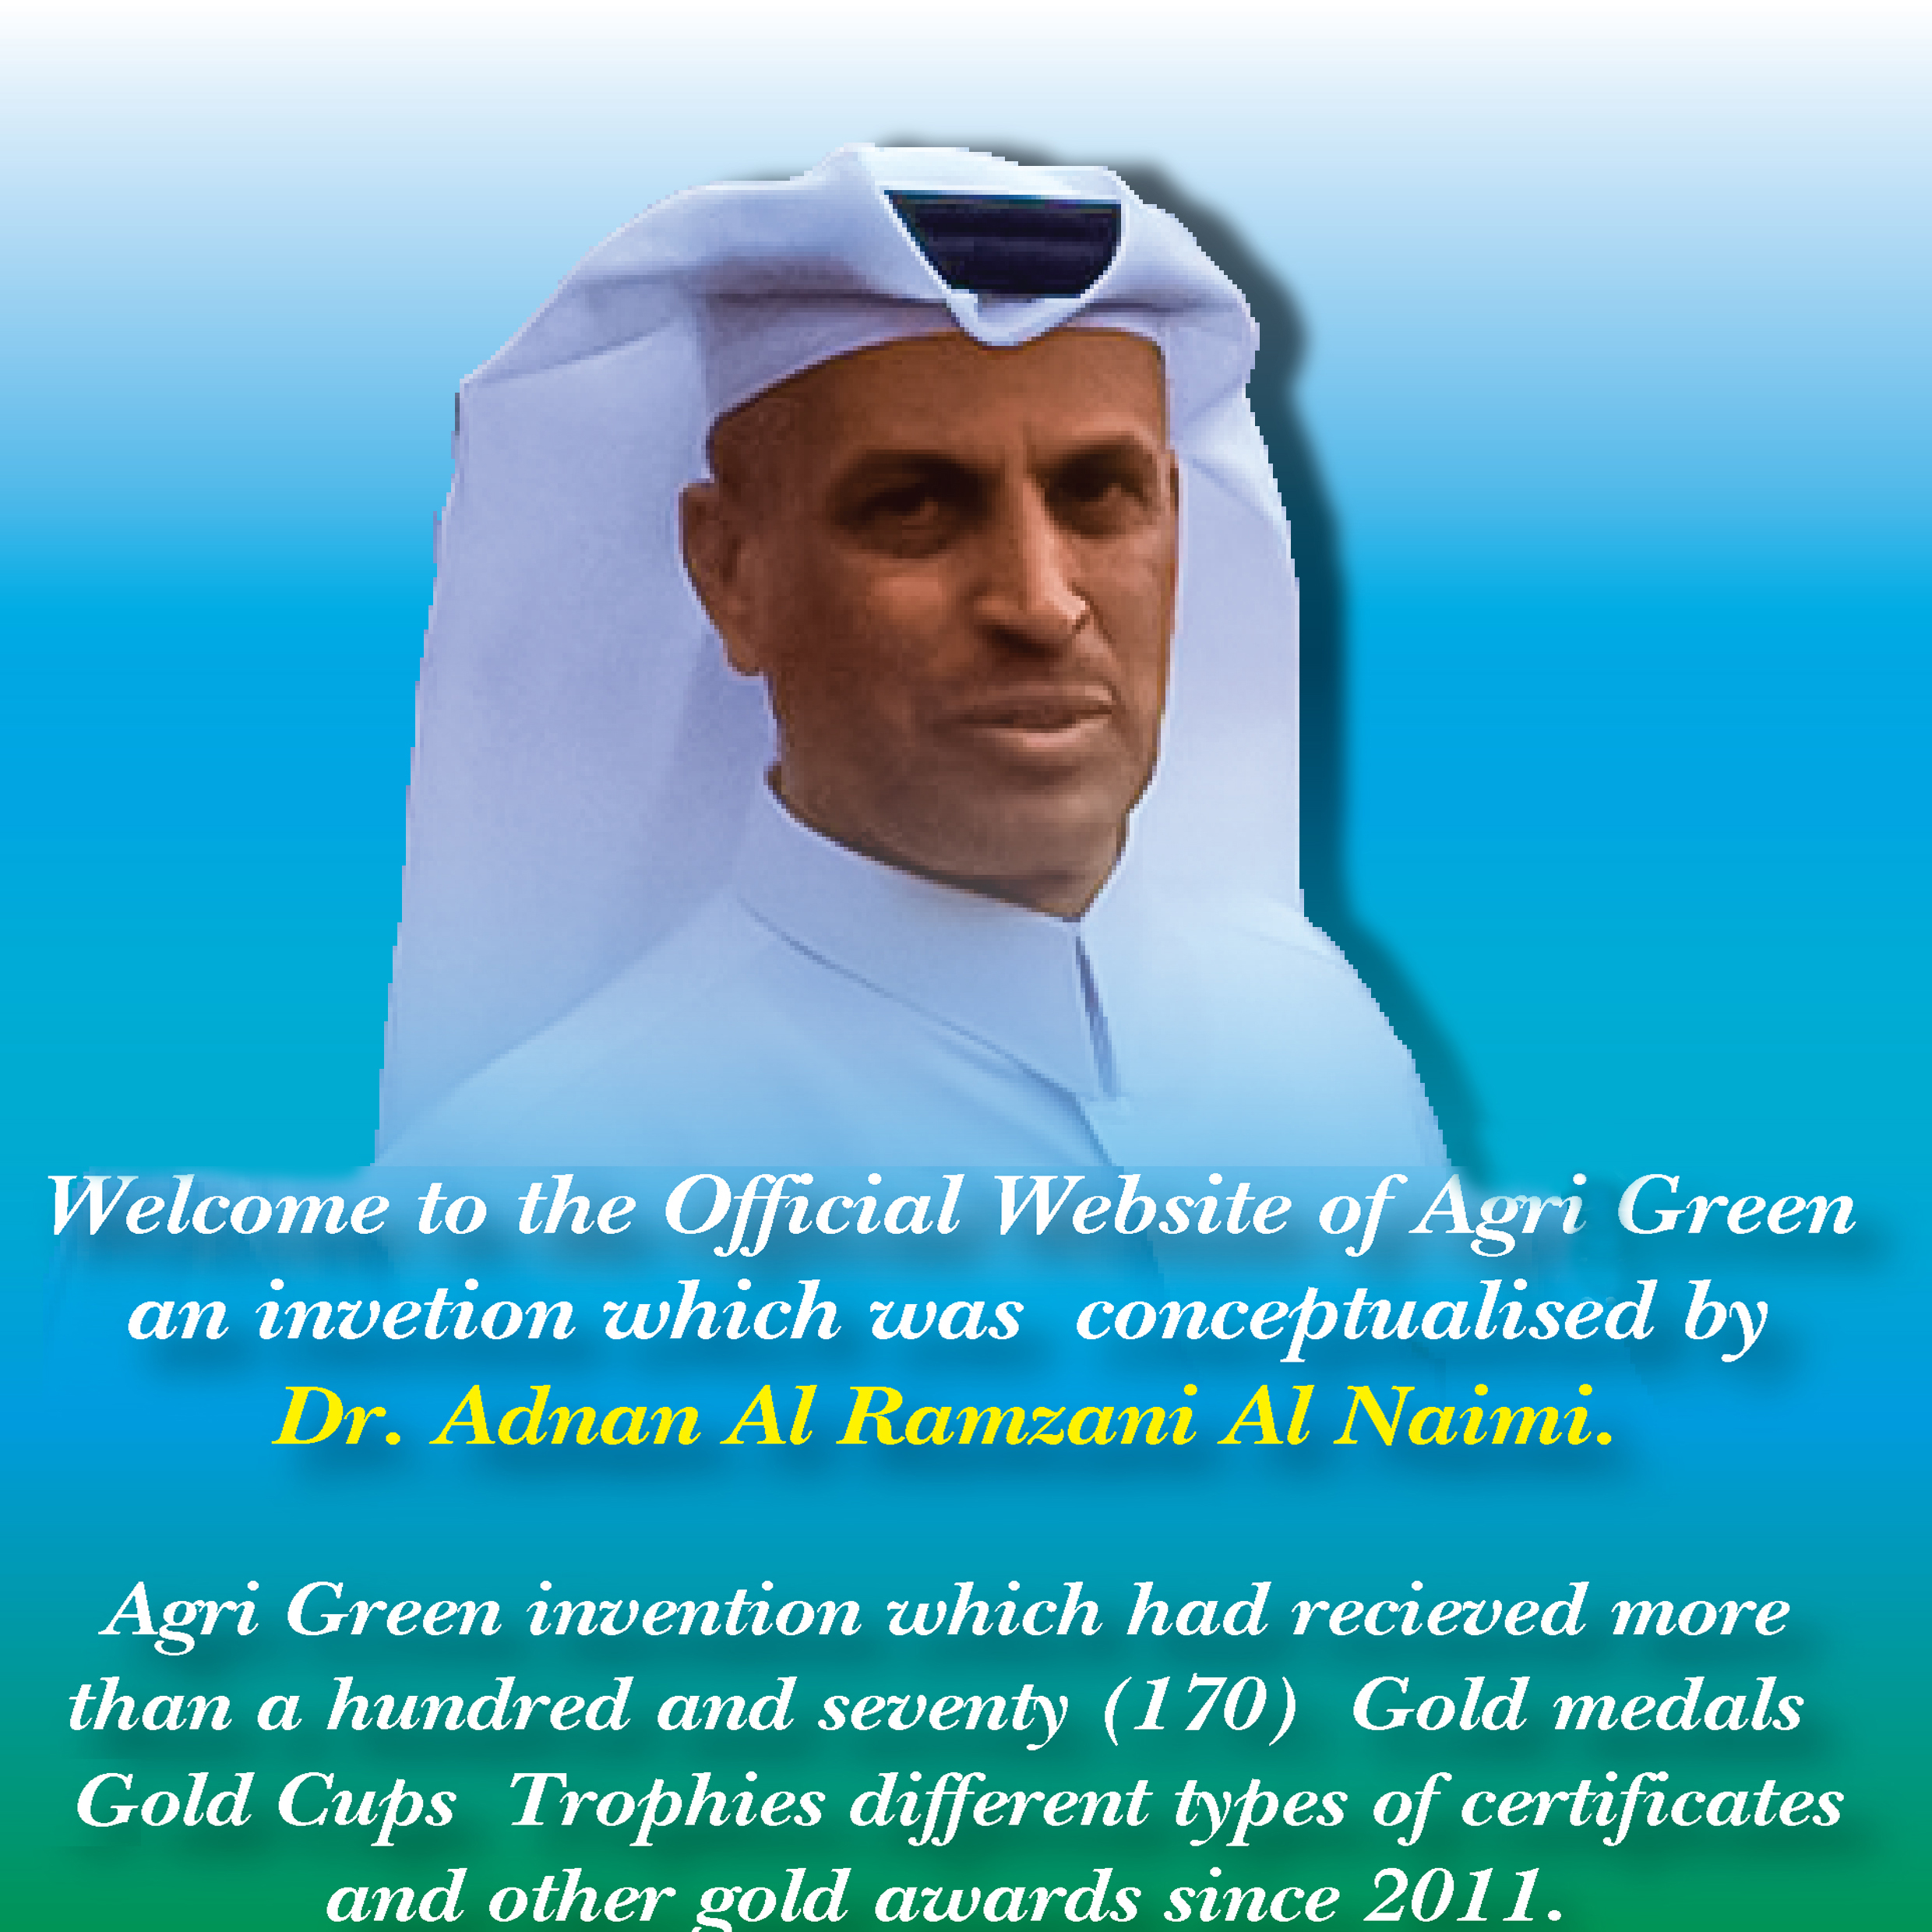 Welcome to the Official Website of Agri Green
an invetion which was conceptualised by
Dr. Adnan Al Ramzani Al Naimi.
Agri Green invention which had recieved more
than a hundred and seventy (170) Gold medals
Gold Cups Trophies different types of certificates
and other gold awards since 2011.